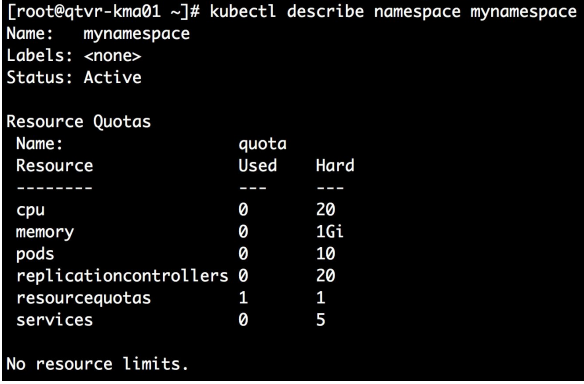 [root@qtvr-kma01 ~]# kubectl describe namespace mynamespace
Name:   mynamespace
Labels: <none>
Status: Active

Resource Quotas
 Name:                  quota
 Resource               Used    Hard
 --------               ---     ---
 cpu                    0       20
 memory                 0       1Gi
 pods                   0       10
 replicationcontrollers 0       20
 resourcequotas         1       1
 services               0       5

No resource limits.